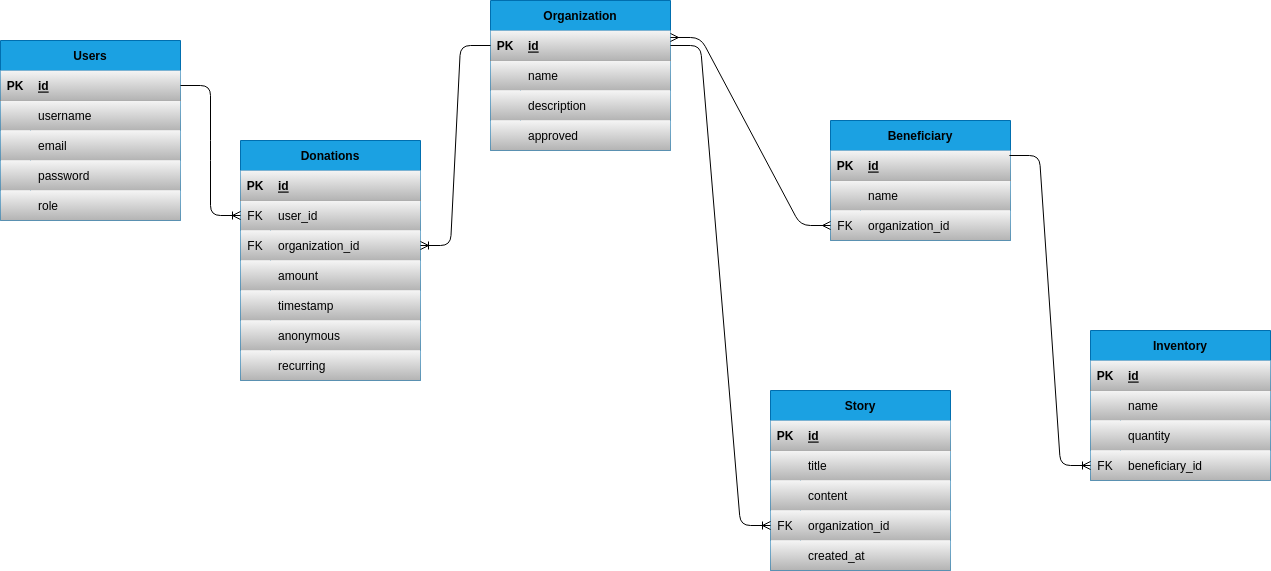 Users
PK id
username
email
password
role
Donations
PK id
FK user_id
FK organization_id
amount
timestamp
anonymous
recurring
Organization
PK id
name
description
approved
Beneficiary
PK id
name
FK organization_id
Story
PK id
title
content
FK organization_id
created_at
Inventory
PK id
name
quantity
FK beneficiary_id